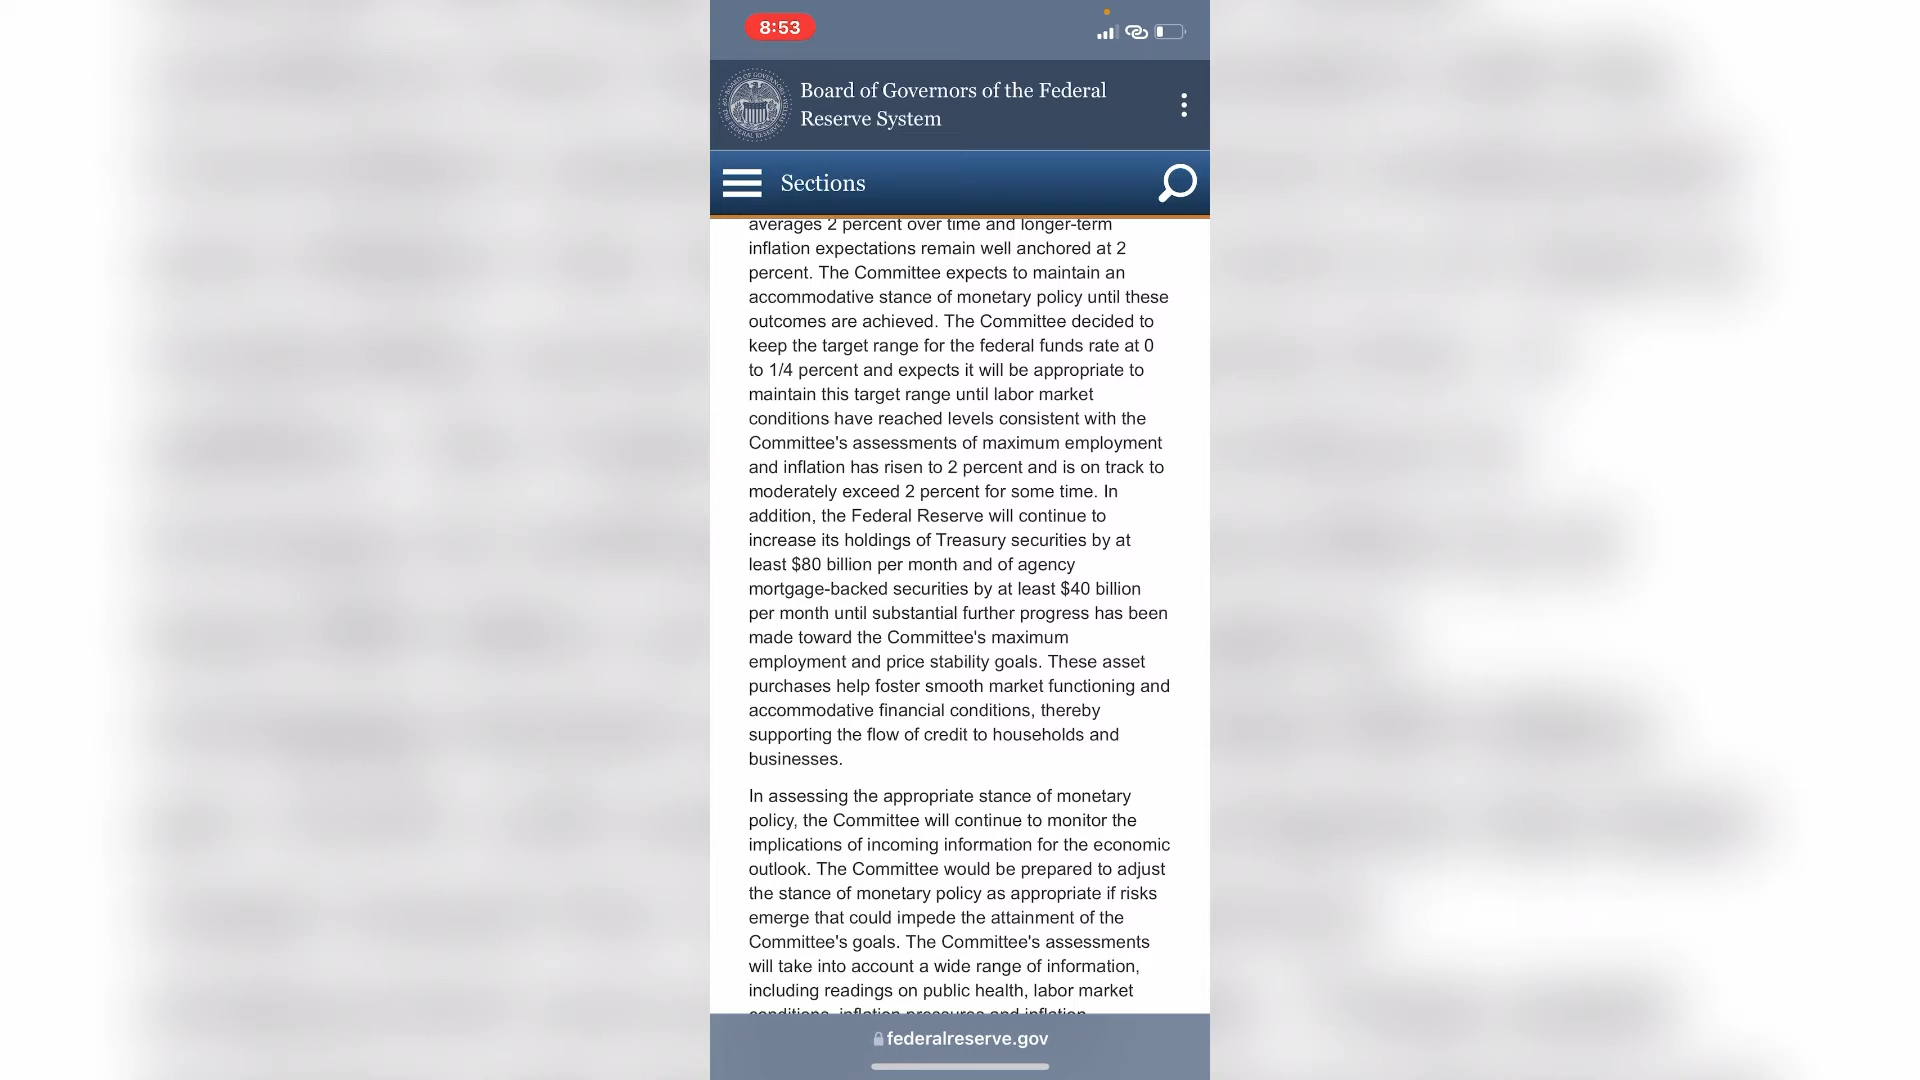 8:53
Board of Governors of the Federal
Reserve System
Sections
averages 2 percent over time and longer-term
inflation expectations remain well anchored at 2
percent. The Committee expects to maintain an
accommodative stance of monetary policy until these
outcomes are achieved. The Committee decided to
keep the target range for the federal funds rate at 0
to 1/4 percent and expects it will be appropriate to
maintain this target range until labor market
conditions have reached levels consistent with the
Committee's assessments of maximum employment
and inflation has risen to 2 percent and is on track to
moderately exceed 2 percent for some time. In
addition, the Federal Reserve will continue to
increase its holdings of Treasury securities by at
least $80 billion per month and of agency
mortgage-backed securities by at least $40 billion
per month until substantial further progress has been
made toward the Committee's maximum
employment and price stability goals. These asset
purchases help foster smooth market functioning and
accommodative financial conditions, thereby
supporting the flow of credit to households and
businesses.
In assessing the appropriate stance of monetary
policy, the Committee will continue to monitor the
implications of incoming information for the economic
outlook. The Committee would be prepared to adjust
the stance of monetary policy as appropriate if risks
emerge that could impede the attainment of the
Committee's goals. The Committee's assessments
will take into account a wide range of information,
including readings on public health, labor market
conditions, inflation pressures and inflation
federalreserve.gov